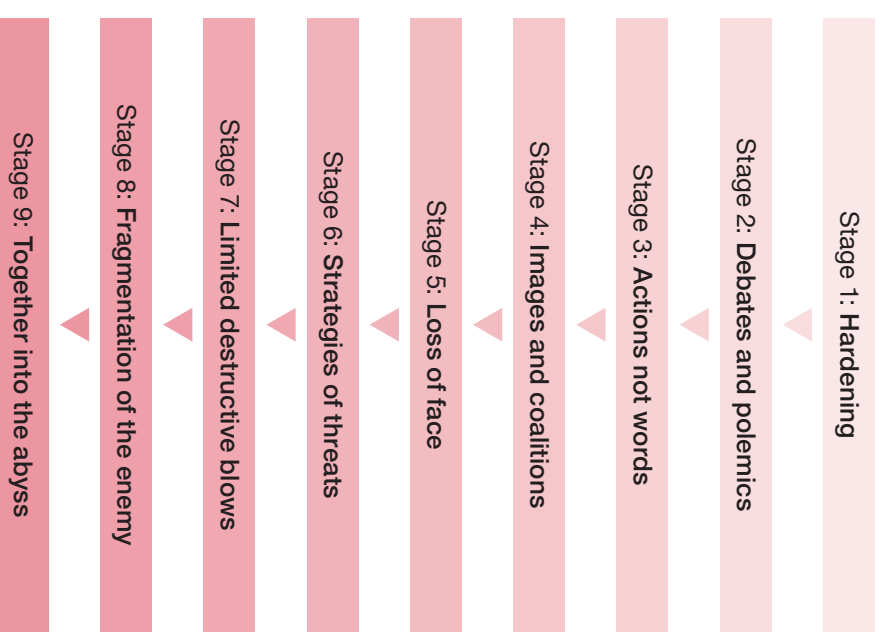 Stage 1: Hardening
Stage 2: Debates and polemics
Stage 3: Actions not words
Stage 4: Images and coalitions
Stage 5: Loss of face
Stage 6: Strategies of threats
Stage 7: Limited destructive blows
Stage 8: Fragmentation of the enemy
Stage 9: Together into the abyss